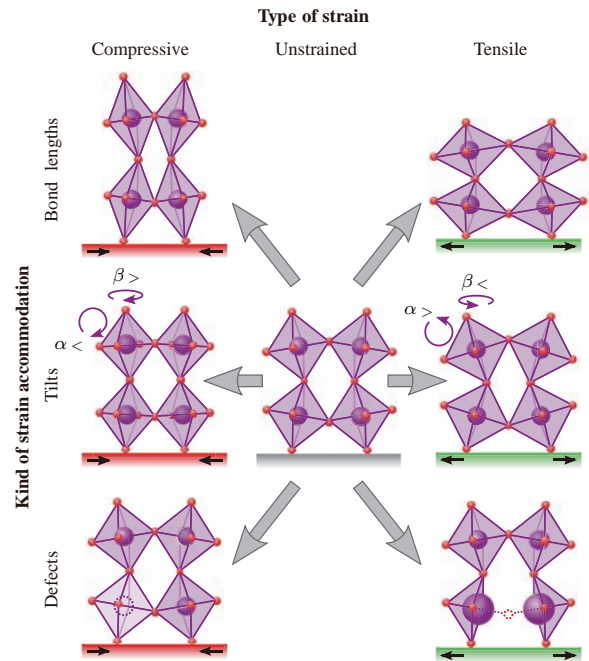 Type of strain
Compressive
Unstrained
Tensile
Kind of strain accommodation
Bond lengths
β >
α <
β <
α >
Tilts
Defects